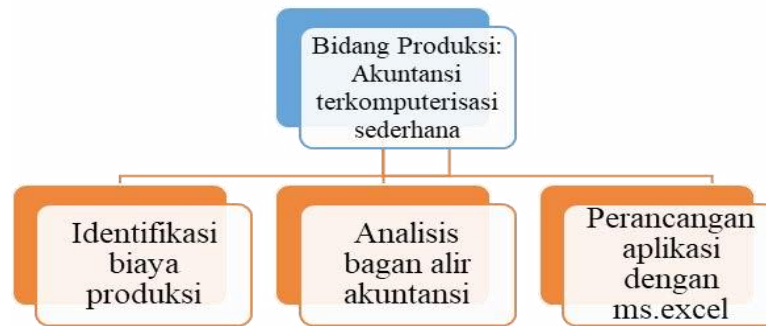 Bidang Produksi:
Akuntansi
terkomputerisasi
sederhana
Identifikasi
biaya
produksi
Analisis
bagan alir
akuntansi
Perancangan
aplikasi
dengan
ms.excel